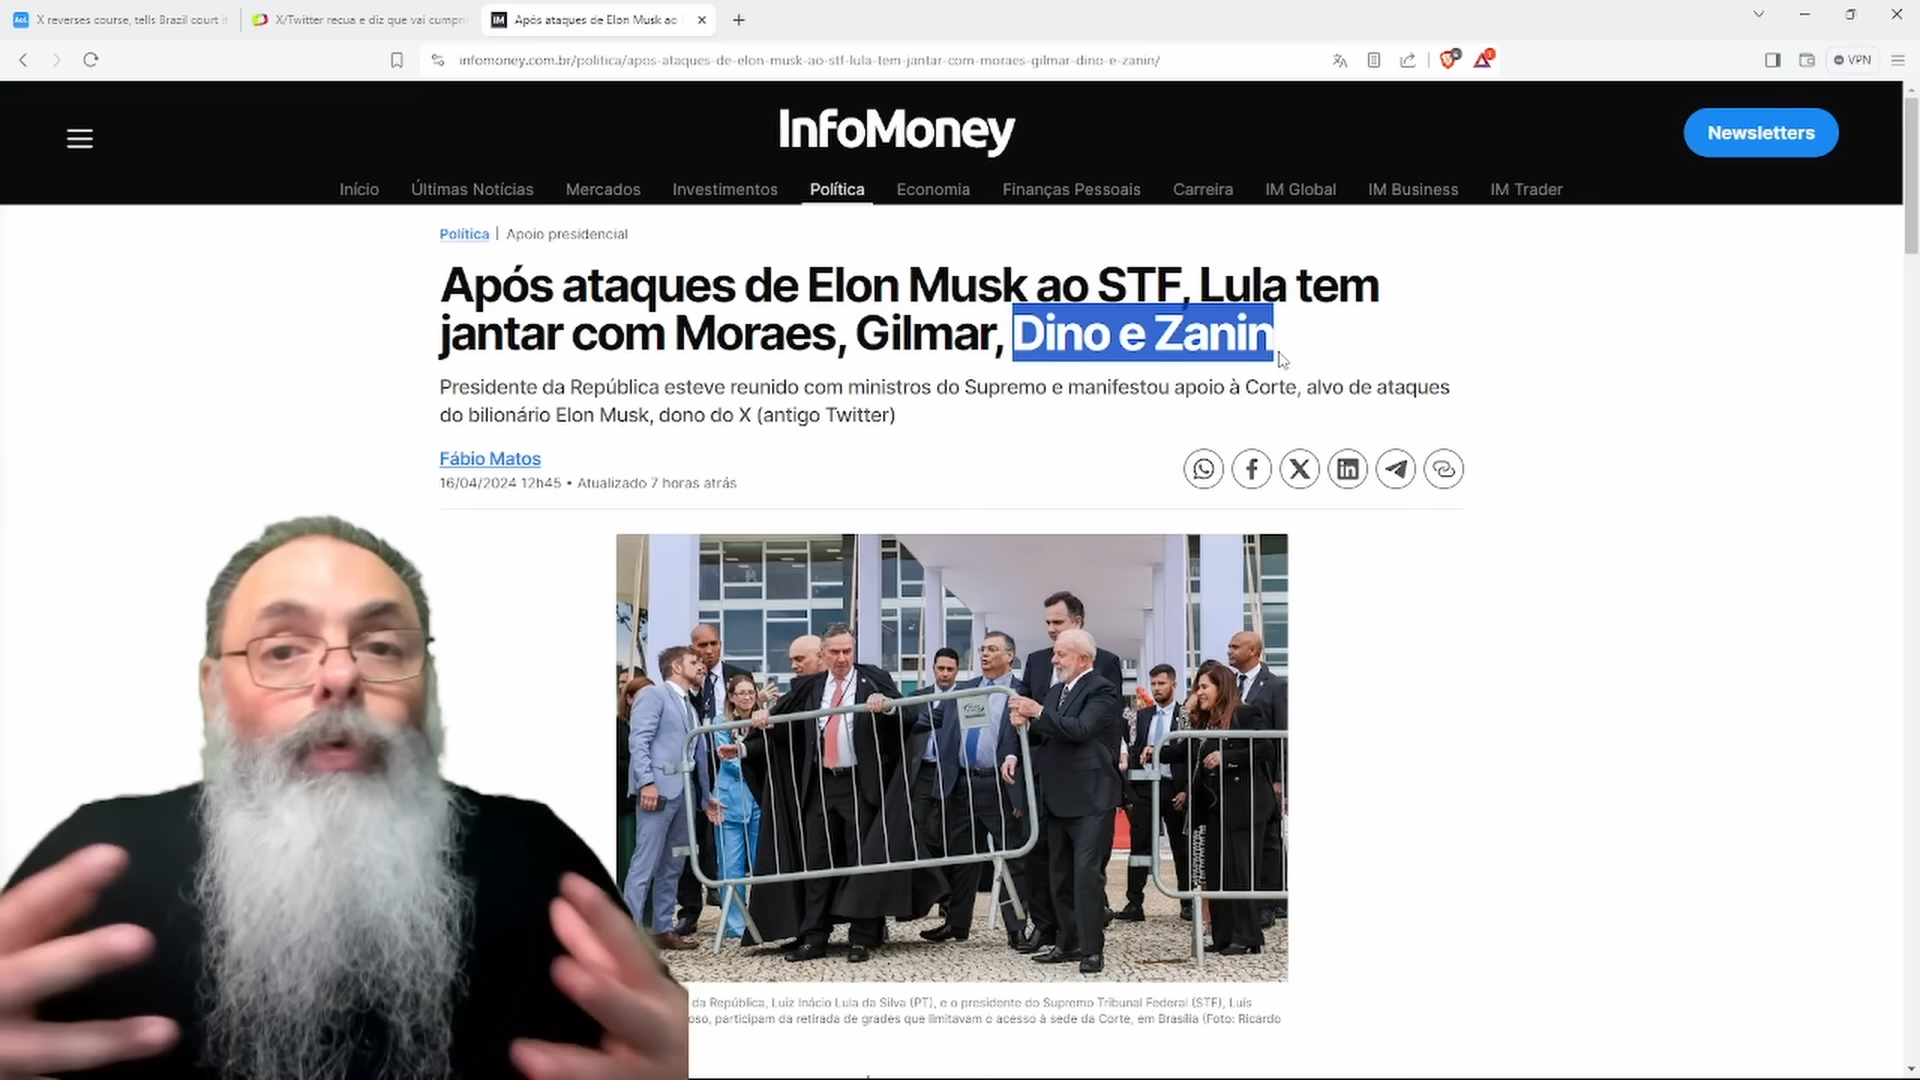 X reverses course, tells Brazil court it
X/Twitter recua e diz que vai cumpri
Após ataques de Elon Musk ao
infomoney.com.br/politica/apos-ataques-de-elon-musk-ao-stf-lula-tem-jantar-com-moraes-gilmar-dino-e-zanin/
VPN
InfoMoney
Newsletters
Início Últimas Notícias Mercados Investimentos Política Economia Finanças Pessoais Carreira IM Global IM Business IM Trader
Política | Apoio presidencial
Após ataques de Elon Musk ao STF, Lula tem
jantar com Moraes, Gilmar, Dino e Zanin
Presidente da República esteve reunido com ministros do Supremo e manifestou apoio à Corte, alvo de ataques
do bilionário Elon Musk, dono do X (antigo Twitter)
Fábio Matos
16/04/2024 12h45 • Atualizado 7 horas atrás
da República, Luiz Inácio Lula da Silva (PT), e o presidente do Supremo Tribunal Federal (STF), Luís
oso, participam da retirada de grades que limitavam o acesso à sede da Corte, em Brasília (Foto: Ricardo